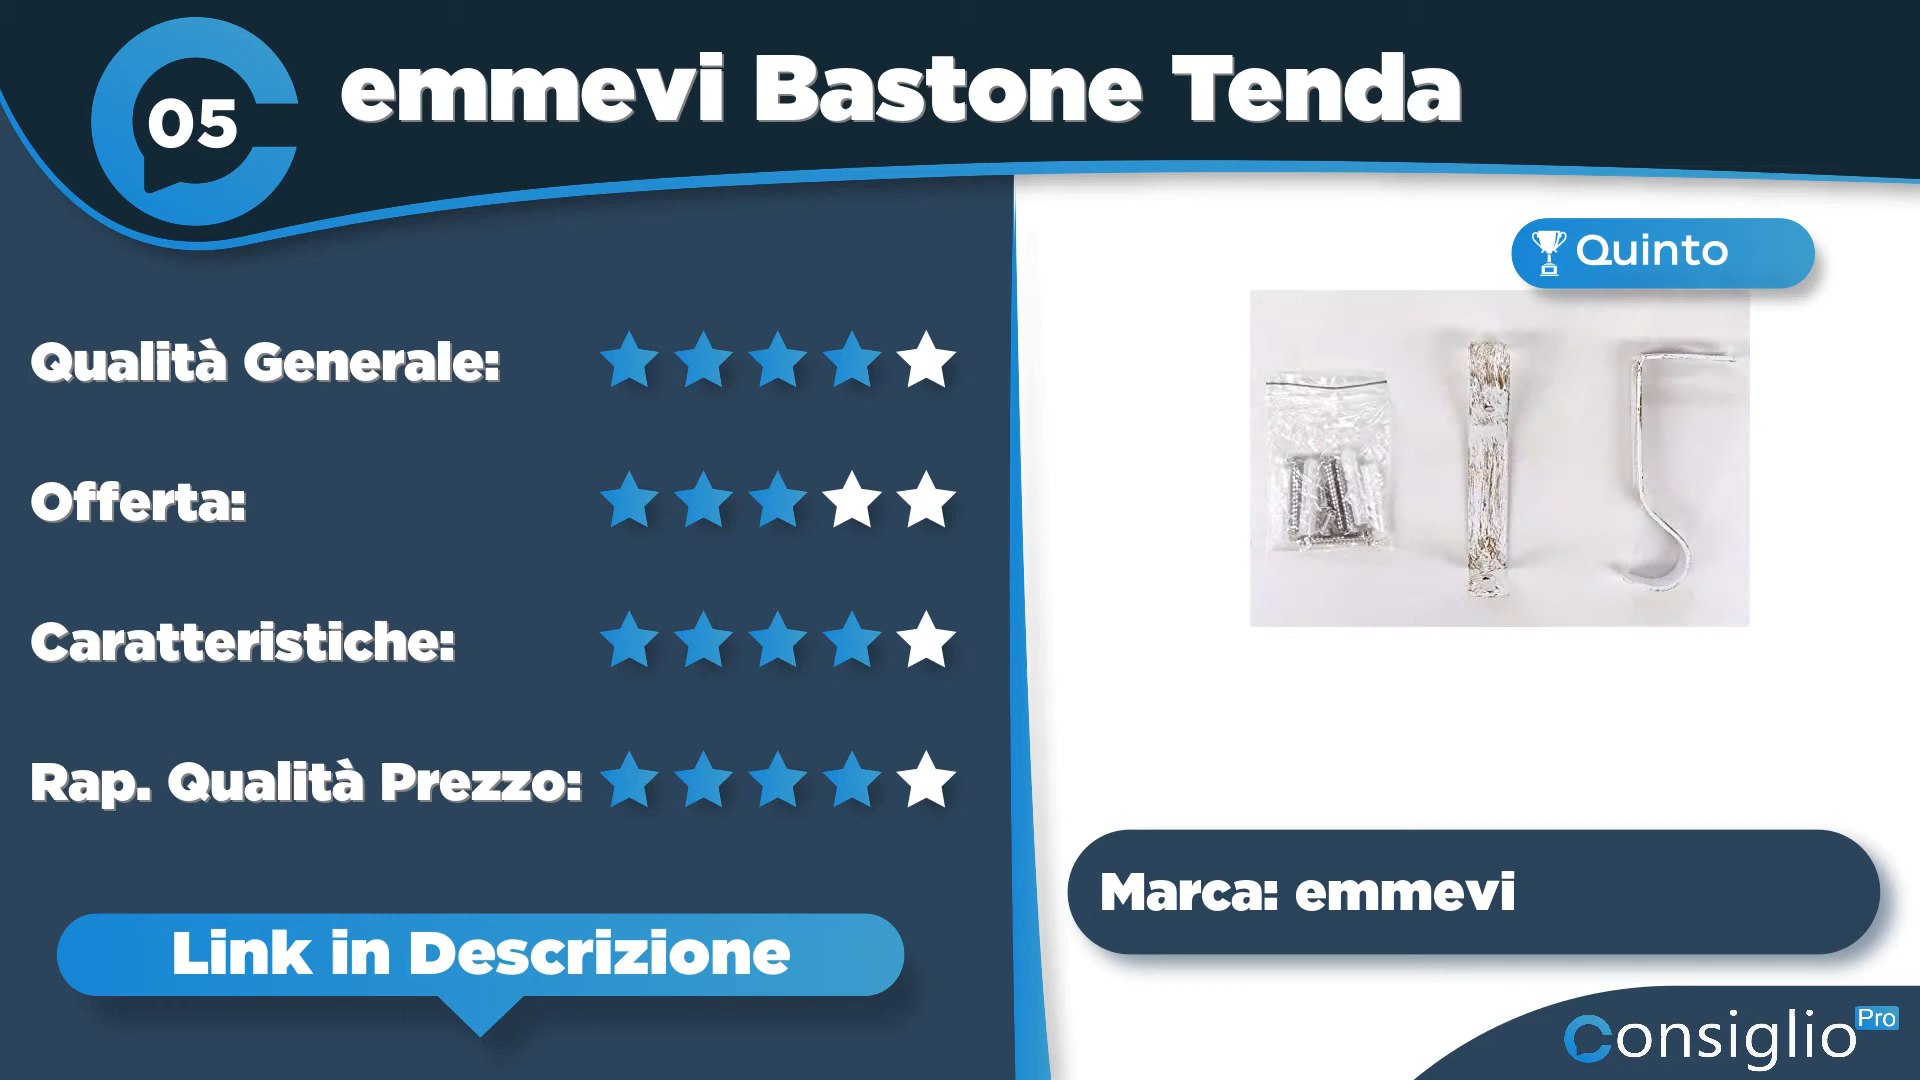 05
emmevi Bastone Tenda
Quinto
Qualità Generale:
Offerta:
Caratteristiche:
Rap. Qualità Prezzo:
Marca: emmevi
Link in Descrizione
Consiglio Pro